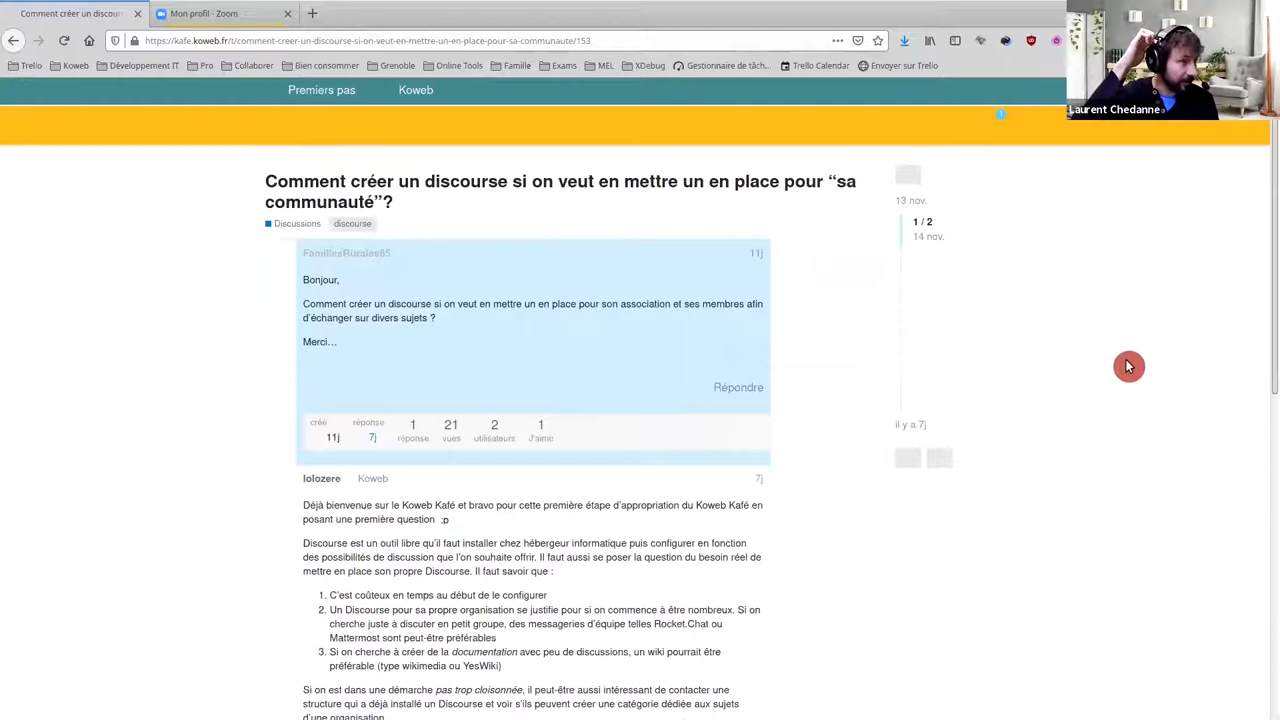 Comment créer un discour
Mon profil - Zoom
https://kafe.koweb.fr/t/comment-creer-un-discourse-si-on-veut-en-mettre-un-en-place-pour-sa-communaute/153
Trello Koweb Développement IT Pro Collaborer Bien consommer Grenoble Online Tools Famille Exams MEL XDebug Gestionnaire de tâch... Trello Calendar Envoyer sur Trello
Laurent Chedanne
Premiers pas Koweb
Comment créer un discourse si on veut en mettre un en place pour “sa
communauté”?
Discussions discourse
13 nov.
1 / 2
14 nov.
il y a 7j
FamillesRurales85 11j
Bonjour,
Comment créer un discourse si on veut en mettre un en place pour son association et ses membres afin
d’échanger sur divers sujets ?
Merci…
Répondre
créé réponse 1 21 2 1
11j 7j réponse vues utilisateurs J'aime
lolozere Koweb 7j
Déjà bienvenue sur le Koweb Kafé et bravo pour cette première étape d’appropriation du Koweb Kafé en
posant une première question :D
Discourse est un outil libre qu’il faut installer chez hébergeur informatique puis configurer en fonction
des possibilités de discussion que l’on souhaite offrir. Il faut aussi se poser la question du besoin réel de
mettre en place son propre Discourse. Il faut savoir que :
1. C’est coûteux en temps au début de le configurer
2. Un Discourse pour sa propre organisation se justifie pour si on commence à être nombreux. Si on
cherche juste à discuter en petit groupe, des messageries d’équipe telles Rocket.Chat ou
Mattermost sont peut-être préférables
3. Si on cherche à créer de la documentation avec peu de discussions, un wiki pourrait être
préférable (type wikimedia ou YesWiki)
Si on est dans une démarche pas trop cloisonnée, il peut-être aussi intéressant de contacter une
structure qui a déjà installé un Discourse et voir s’ils peuvent créer une catégorie dédiée aux sujets
d’une organisation